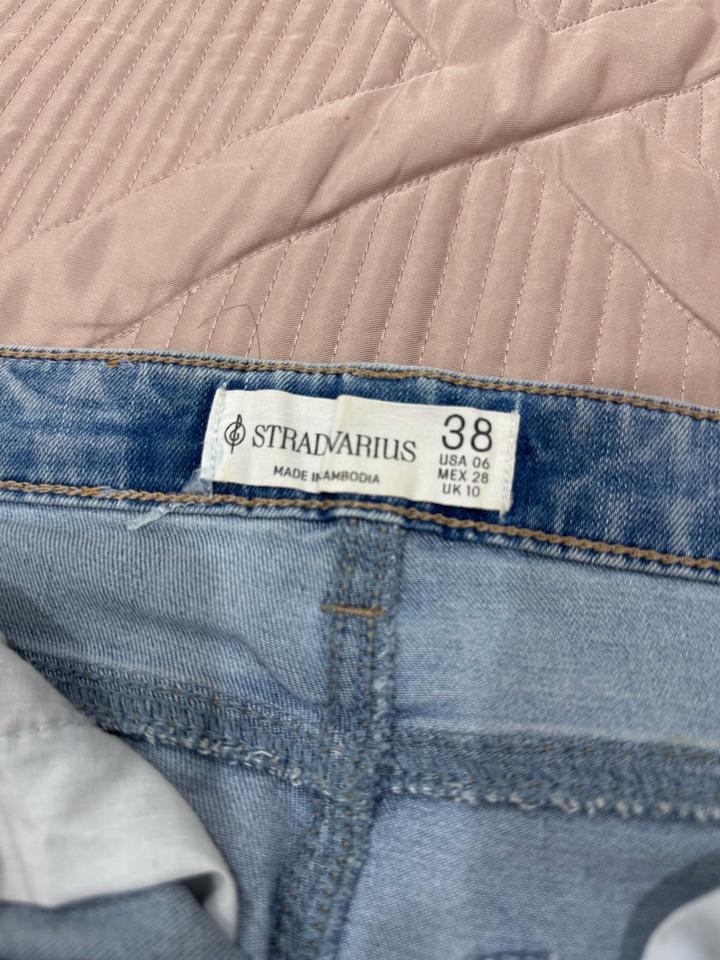 STRADIVARIUS
MADE IN CAMBODIA
38
USA 06
MEX 28
UK 10